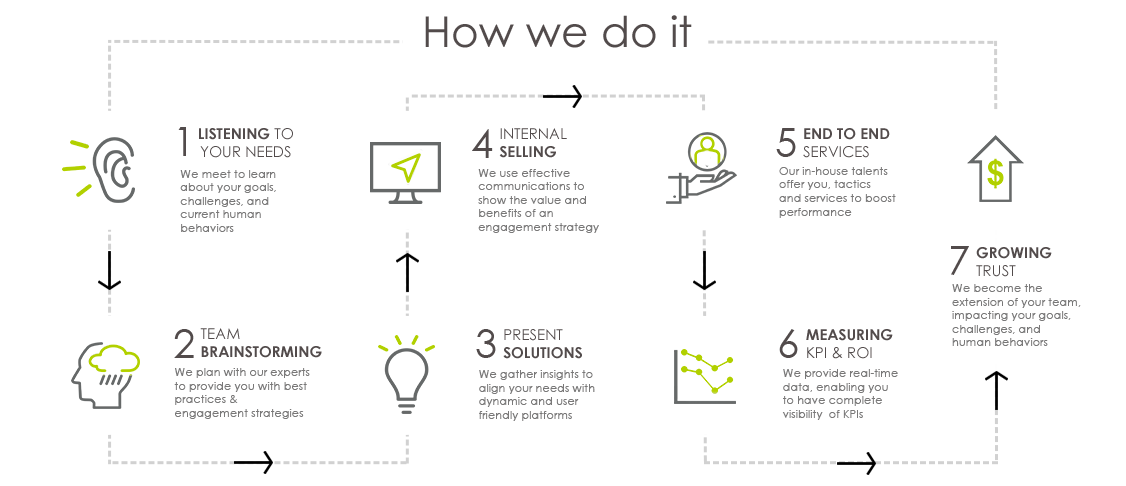 How we do it
1 LISTENING TO
YOUR NEEDS
We meet to learn
about your goals,
challenges, and
current human
behaviors
2 TEAM
BRAINSTORMING
We plan with our experts
to provide you with best
practices &
engagement strategies
3 PRESENT
SOLUTIONS
We gather insights to
align your needs with
dynamic and user
friendly platforms
4 INTERNAL
SELLING
We use effective
communications to
show the value and
benefits of an
engagement strategy
5 END TO END
SERVICES
Our in-house talents
offer you, tactics
and services to boost
performance
6 MEASURING
KPI & ROI
We provide real-time
data, enabling you
to have complete
visibility of KPIs
$
7 GROWING
TRUST
We become the
extension of your team,
impacting your goals,
challenges, and
human behaviors